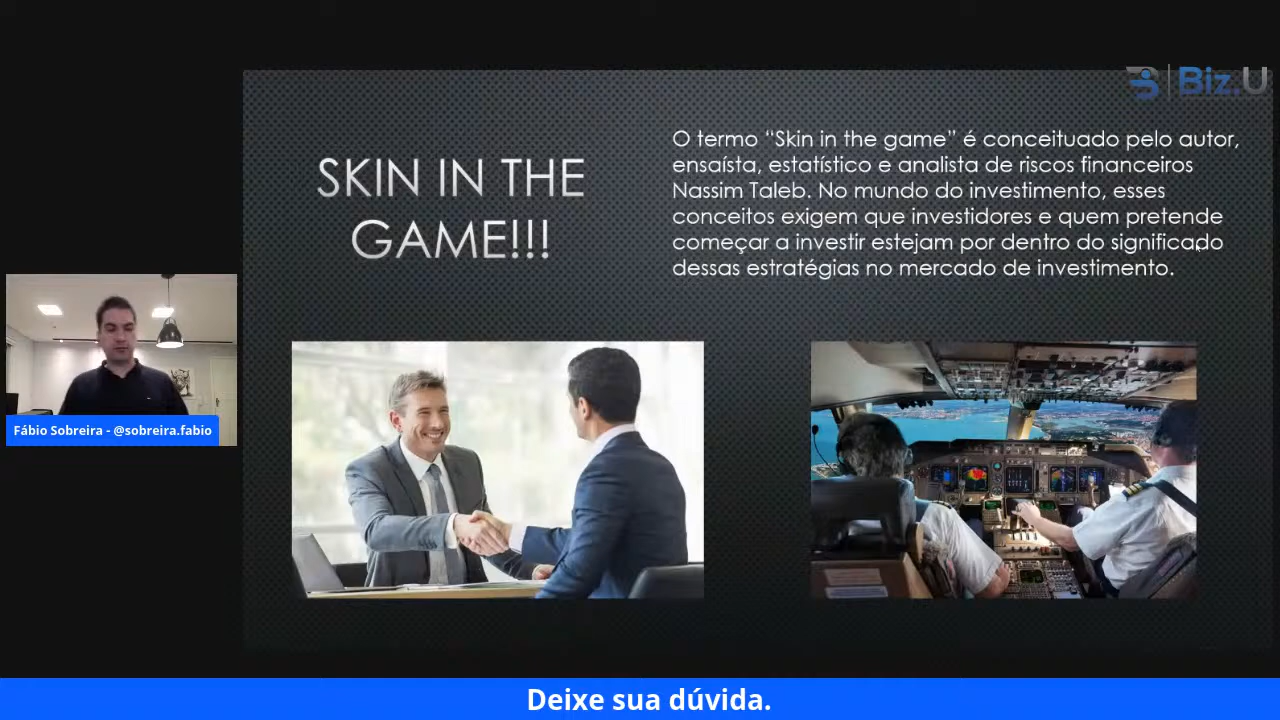 Biz.U
SKIN IN THE
GAME!!!
O termo “Skin in the game” é conceituado pelo autor,
ensaísta, estatístico e analista de riscos financeiros
Nassim Taleb. No mundo do investimento, esses
conceitos exigem que investidores e quem pretende
começar a investir estejam por dentro do significado
dessas estratégias no mercado de investimento.
Fábio Sobreira - @sobreira.fabio
Deixe sua dúvida.